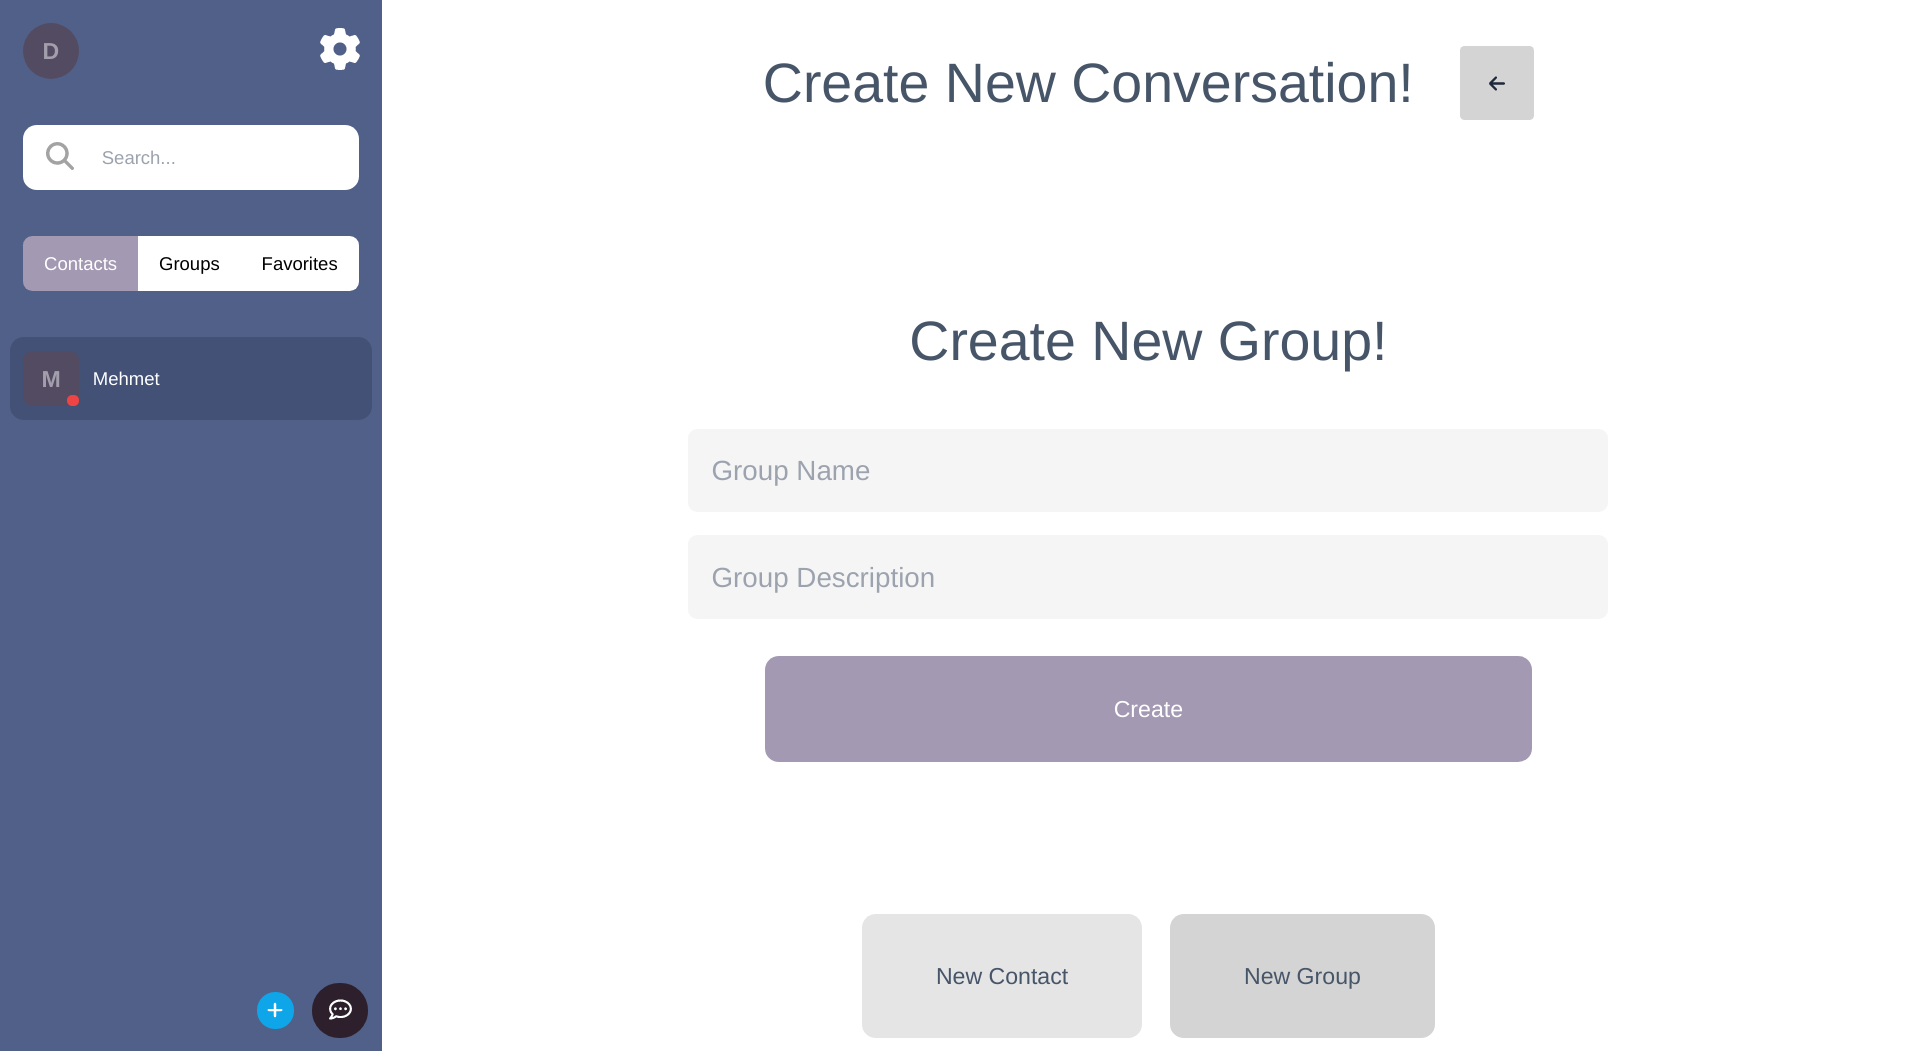 D
Search...
Contacts Groups Favorites
M Mehmet
Create New Conversation!
Create New Group!
Group Name
Group Description
Create
New Contact New Group